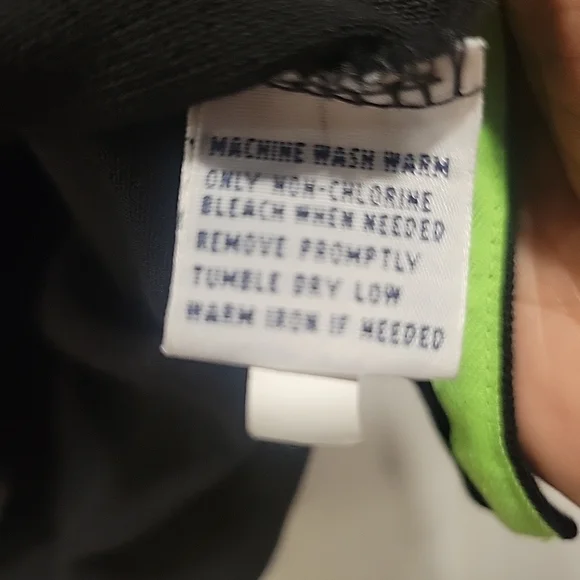 MACHINE WASH WARM
ONLY NON-CHLORINE
BLEACH WHEN NEEDED
REMOVE PROMPTLY
TUMBLE DRY LOW
WARM IRON IF NEEDED